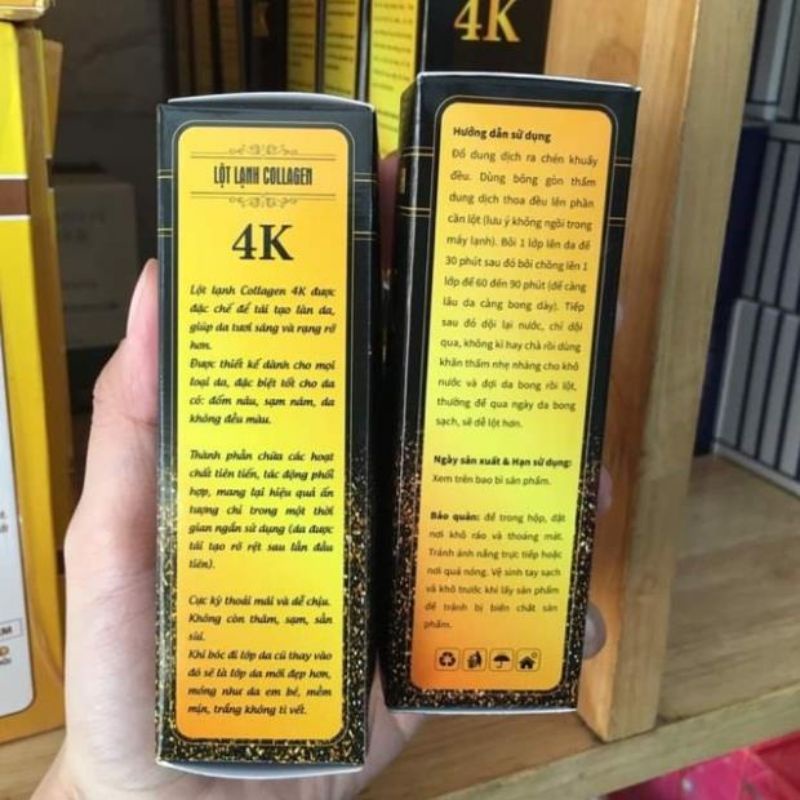 4K
LỘT LẠNH COLLAGEN
4K
Lột lạnh Collagen 4K được
đặc chế để tái tạo làn da,
giúp da tươi sáng và rạng rỡ
hơn.
Được thiết kế dành cho mọi
loại da, đặc biệt tốt cho da
có: đốm nâu, sạm nám, da
không đều màu.
Thành phần chứa các hoạt
chất tiên tiến, tác động phối
hợp, mang lại hiệu quả ấn
tượng chỉ trong một thời
gian ngắn sử dụng (da được
tái tạo rõ rệt sau lần đầu
tiên).
Cực kỳ thoải mái và dễ chịu.
Không còn thâm, sạm, sần
sùi.
Khi bóc đi lớp da cũ thay vào
đó sẽ là lớp da mới đẹp hơn,
mỏng như da em bé, mềm
mịn, trắng không tì vết.
Hướng dẫn sử dụng
Đổ dung dịch ra chén khuấy
đều. Dùng bông gòn thấm
dung dịch thoa đều lên phần
cần lột (lưu ý không ngồi trong
máy lạnh). Bôi 1 lớp lên da để
30 phút sau đó bôi chồng lên 1
lớp để 60 đến 90 phút (để càng
lâu da càng bong dày). Tiếp
sau đó dội lại nước, chỉ dội
qua, không kì hay chà rồi dùng
khăn thấm nhẹ nhàng cho khô
nước và đợi da bong rồi lột,
thường để qua ngày da bong
sạch, sẽ dễ lột hơn.
Ngày sản xuất & Hạn sử dụng:
Xem trên bao bì sản phẩm.
Bảo quản: để trong hộp, đặt
nơi khô ráo và thoáng mát.
Tránh ánh nắng trực tiếp hoặc
nơi quá nóng. Vệ sinh tay sạch
và khô trước khi lấy sản phẩm
để tránh bị biến chất sản
phẩm.